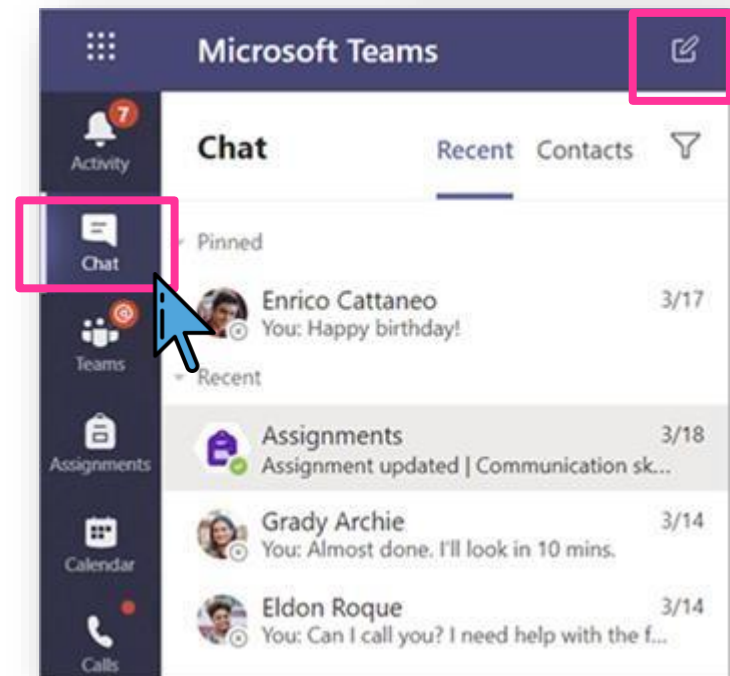 Microsoft Teams
7
Activity
Chat
Recent Contacts
Chat
Pinned
Enrico Cattaneo 3/17
You: Happy birthday!
@
Teams
Recent
Assignments 3/18
Assignment updated | Communication sk...
Assignments
Grady Archie 3/14
You: Almost done. I'll look in 10 mins.
Calendar
Eldon Roque 3/14
You: Can I call you? I need help with the f...
Calls